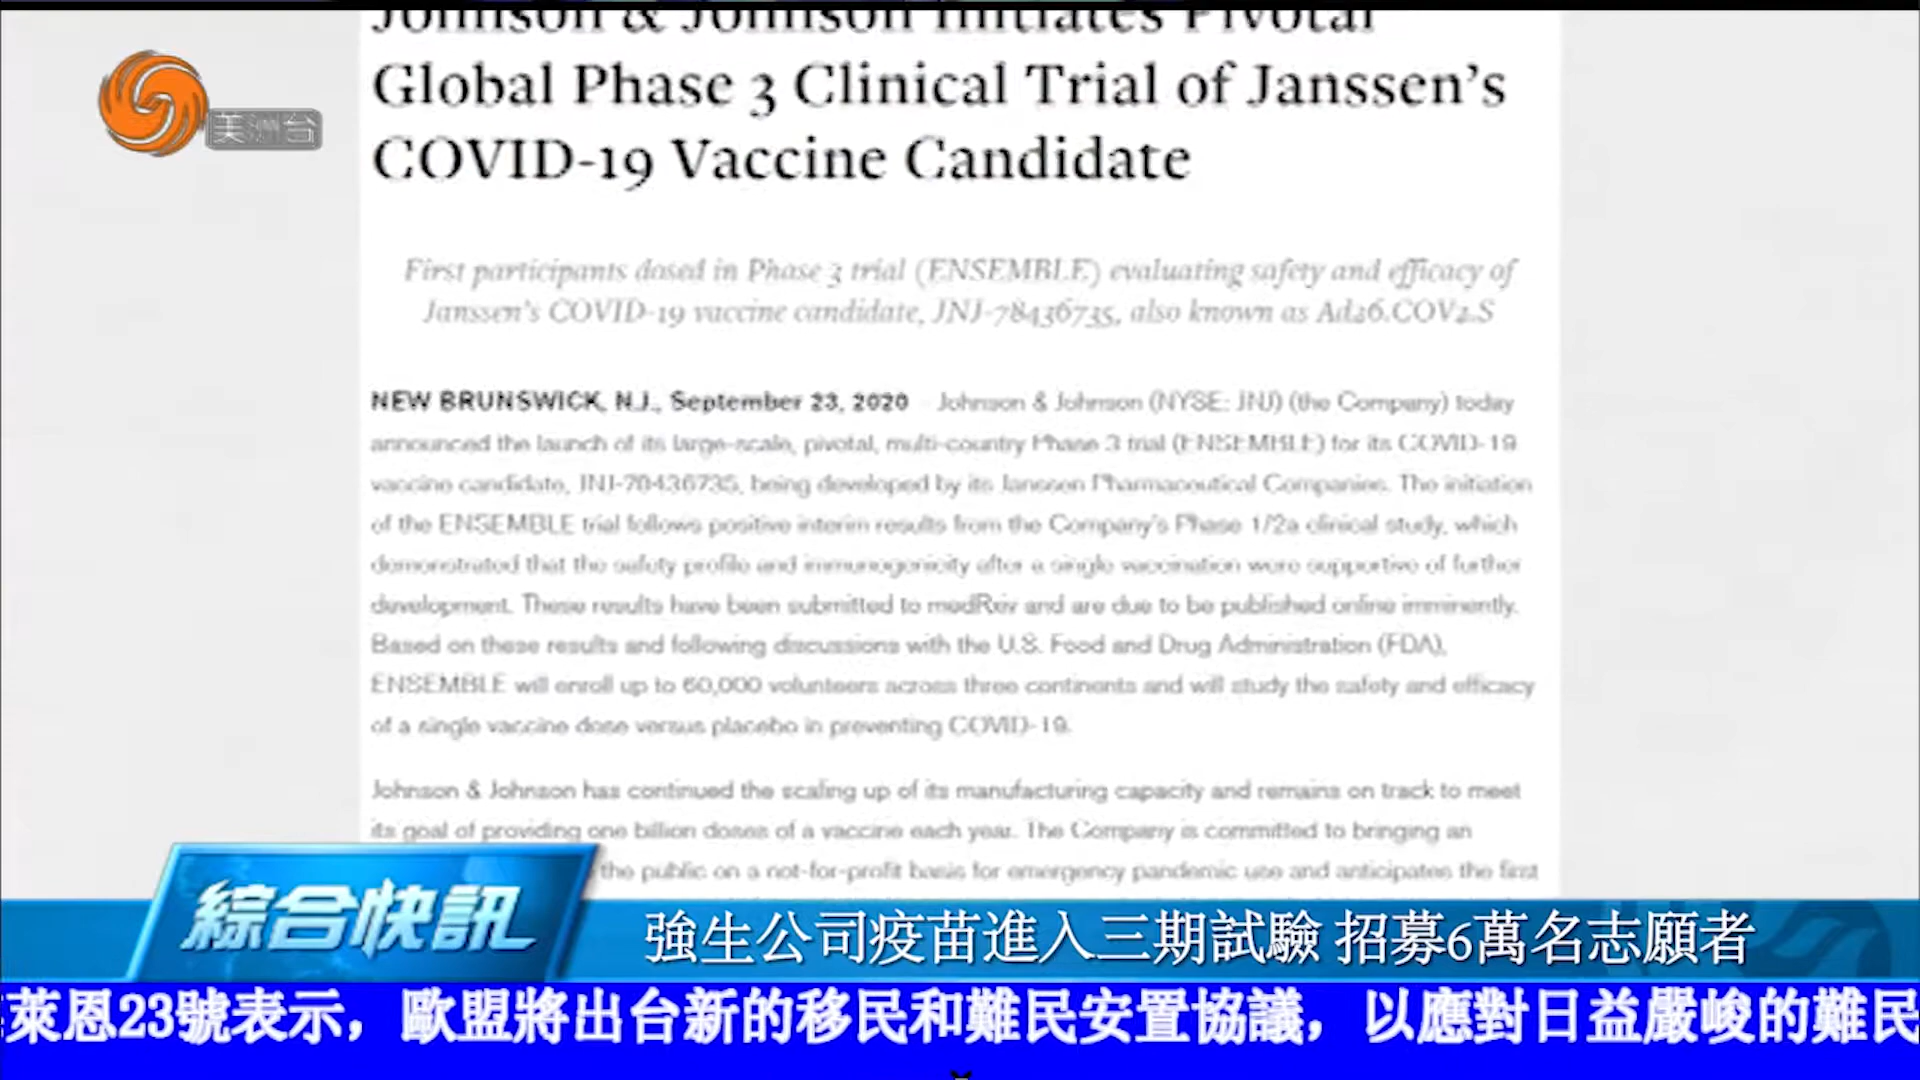 Johnson & Johnson Initiates Pivotal
Global Phase 3 Clinical Trial of Janssen's
COVID-19 Vaccine Candidate
美洲台
First participants dosed in Phase 3 trial (ENSEMBLE) evaluating safety and efficacy of
Janssen's COVID-19 vaccine candidate, JNJ-78436735, also known as Ad26.COV2.S
NEW BRUNSWICK, N.J., September 23, 2020 - Johnson & Johnson (NYSE: JNJ) (the Company) today
announced the launch of its large-scale, pivotal, multi-country Phase 3 trial (ENSEMBLE) for its COVID-19
vaccine candidate, JNJ-78436735, being developed by its Janssen Pharmaceutical Companies. The initiation
of the ENSEMBLE trial follows positive interim results from the Company's Phase 1/2a clinical study, which
demonstrated that the safety profile and immunogenicity after a single vaccination were supportive of further
development. These results have been submitted to medRxiv and are due to be published online imminently.
Based on these results and following discussions with the U.S. Food and Drug Administration (FDA),
ENSEMBLE will enroll up to 60,000 volunteers across three continents and will study the safety and efficacy
of a single vaccine dose versus placebo in preventing COVID-19.
Johnson & Johnson has continued the scaling up of its manufacturing capacity and remains on track to meet
its goal of providing one billion doses of a vaccine each year. The Company is committed to bringing an
the public on a not-for-profit basis for emergency pandemic use and anticipates the first
綜合快訊
強生公司疫苗進入三期試驗 招募6萬名志願者
萊恩23號表示，歐盟將出台新的移民和難民安置協議，以應對日益嚴峻的難民